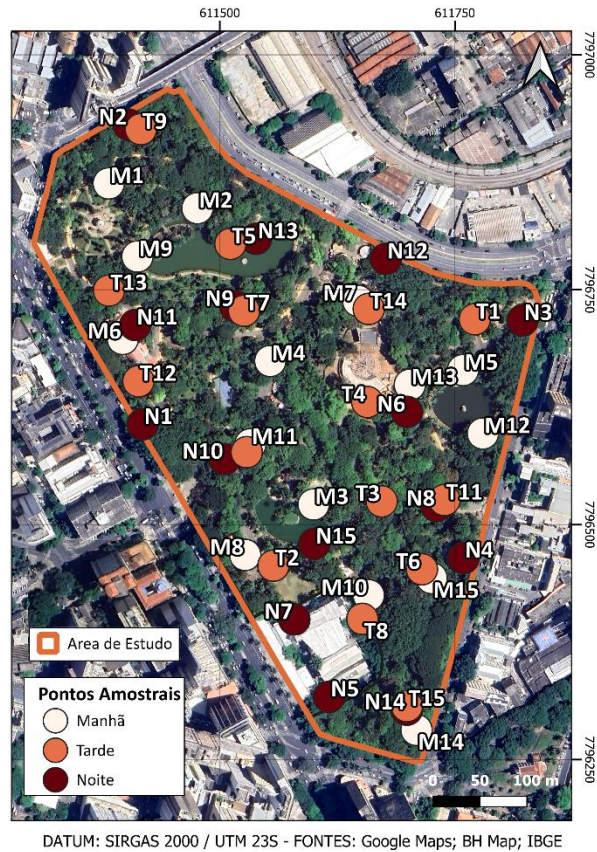 611500 611750
7797000
N2 T9
M1
M2
T5 N13
M9 N12
7796750
T13
N9 T7 M7 T14 T1 N3
M6 N11
M4 M5
T12 M13
T4 N6
N1
M12
N10 M11
M3 T3 N8 T11
7796500
N15
M8 T2 T6 N4
M10 M15
N7 T8
Area de Estudo
Pontos Amostrais
Manhã
Tarde
Noite
N5 N14 T15
M14
7796250
0 50 100 m
DATUM: SIRGAS 2000 / UTM 23S - FONTES: Google Maps; BH Map; IBGE